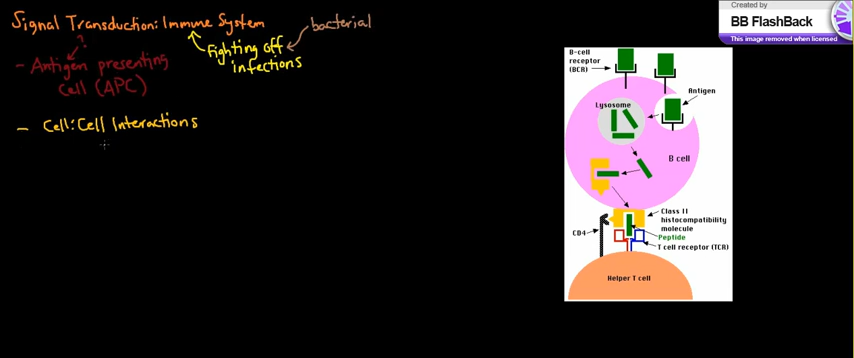 Signal Transduction: Immune System
bacterial
?
Fighting off
infections
- Antigen presenting
cell (APC)
- Cell:Cell Interactions
Created by
BB FlashBack
This image removed when licensed
B-cell
receptor
(BCR)
Antigen
Lysosome
B cell
Class II
histocompatibility
molecule
Peptide
T cell receptor (TCR)
CD4
Helper T cell